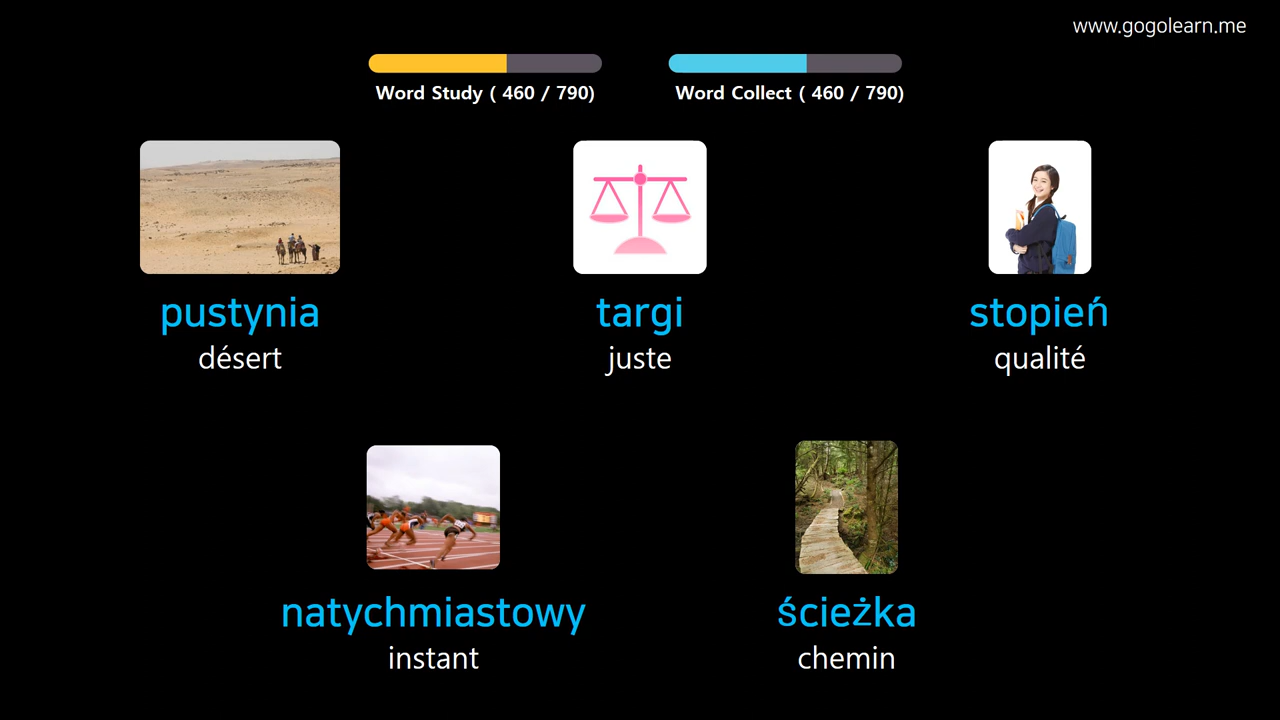 www.gogolearn.me
Word Study ( 460 / 790)
Word Collect ( 460 / 790)
pustynia
désert
targi
juste
stopień
qualité
natychmiastowy
instant
ścieżka
chemin